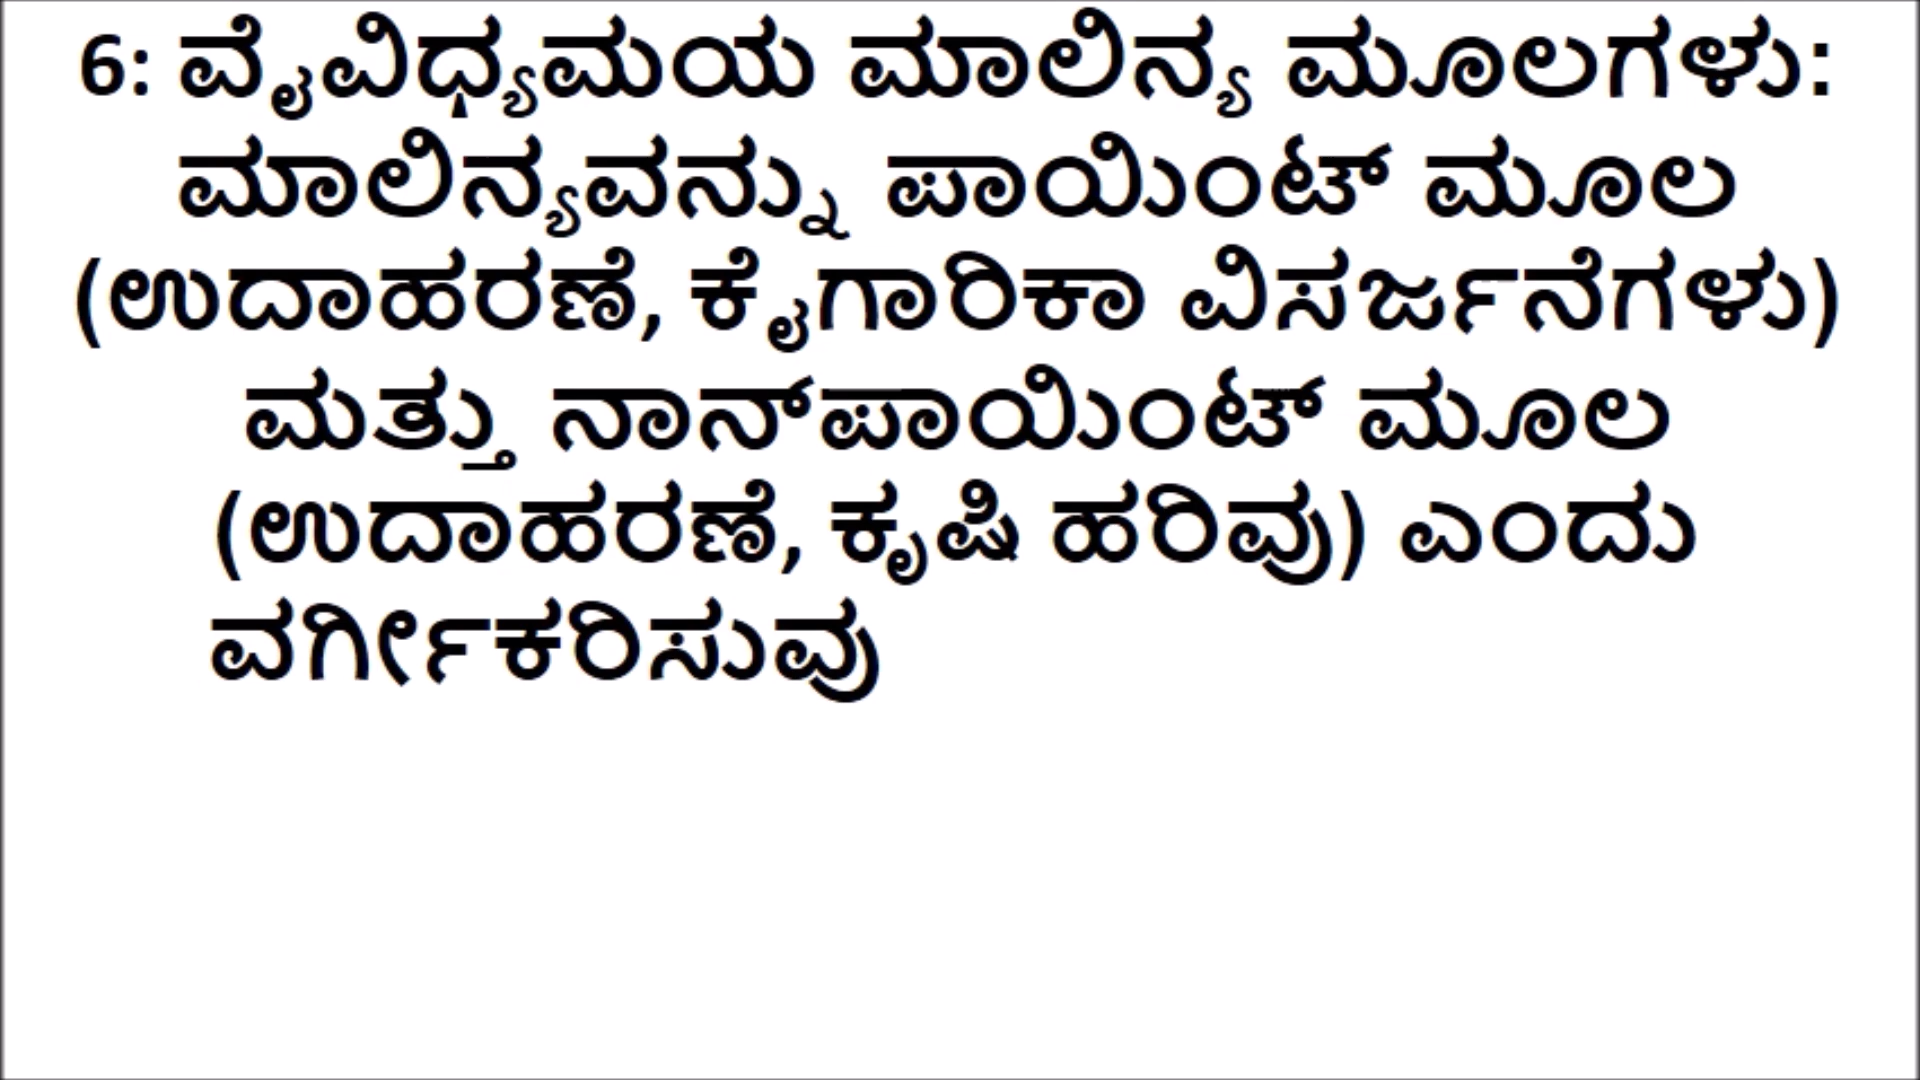 6: ವೈವಿಧ್ಯಮಯ ಮಾಲಿನ್ಯ ಮೂಲಗಳು:
ಮಾಲಿನ್ಯವನ್ನು ಪಾಯಿಂಟ್ ಮೂಲ
(ಉದಾಹರಣೆ, ಕೈಗಾರಿಕಾ ವಿಸರ್ಜನೆಗಳು)
ಮತ್ತು ನಾನ್‌ಪಾಯಿಂಟ್ ಮೂಲ
(ಉದಾಹರಣೆ, ಕೃಷಿ ಹರಿವು) ಎಂದು
ವರ್ಗೀಕರಿಸುವು